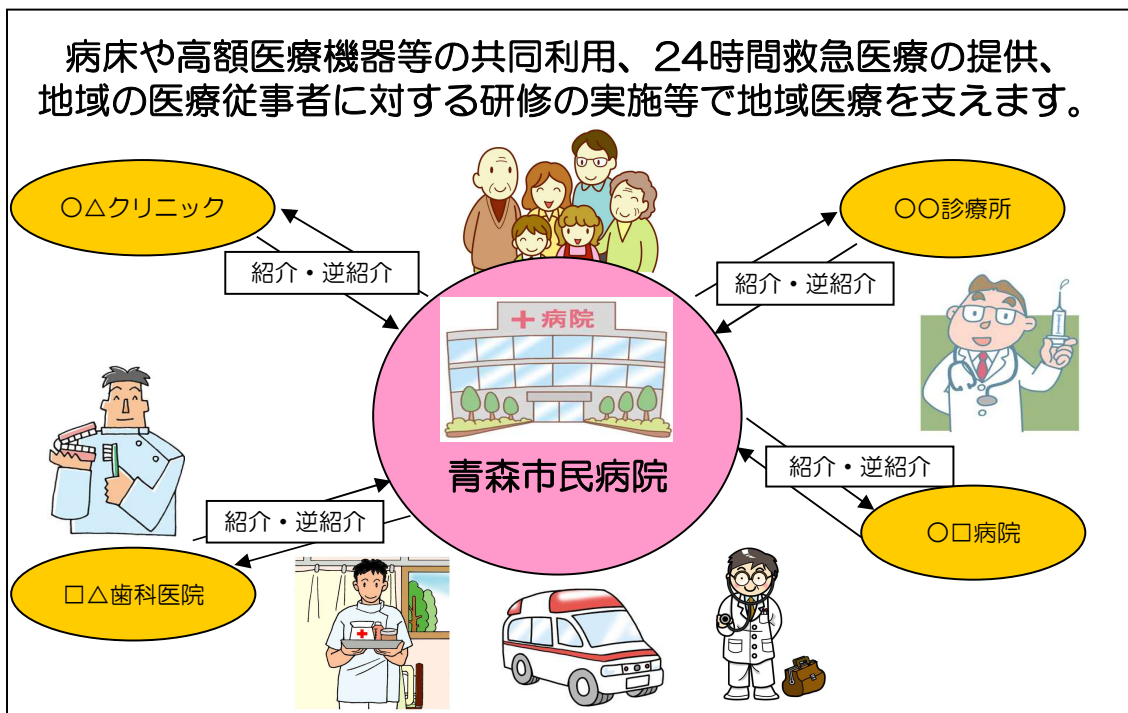 病床や高額医療機器等の共同利用、24時間救急医療の提供、
地域の医療従事者に対する研修の実施等で地域医療を支えます。
〇△クリニック
〇〇診療所
紹介・逆紹介
紹介・逆紹介
病院
青森市民病院
紹介・逆紹介
紹介・逆紹介
〇□病院
□△歯科医院